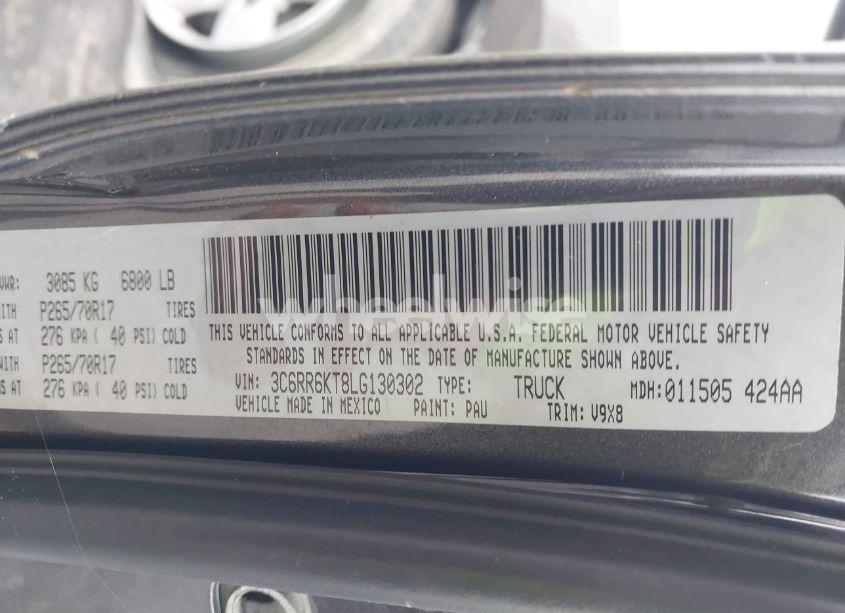 VWR: 3085 KG 6800 LB
WITH P265/70R17 TIRES
S AT 276 KPA ( 40 PSI) COLD
WITH P265/70R17 TIRES
S AT 276 KPA ( 40 PSI) COLD
wheelwise
THIS VEHICLE CONFORMS TO ALL APPLICABLE U.S.A. FEDERAL MOTOR VEHICLE SAFETY
STANDARDS IN EFFECT ON THE DATE OF MANUFACTURE SHOWN ABOVE.
VIN: 3C6RR6KT8LG130302 TYPE: TRUCK MDH:011505 424AA
VEHICLE MADE IN MEXICO PAINT: PAU TRIM: V9X8